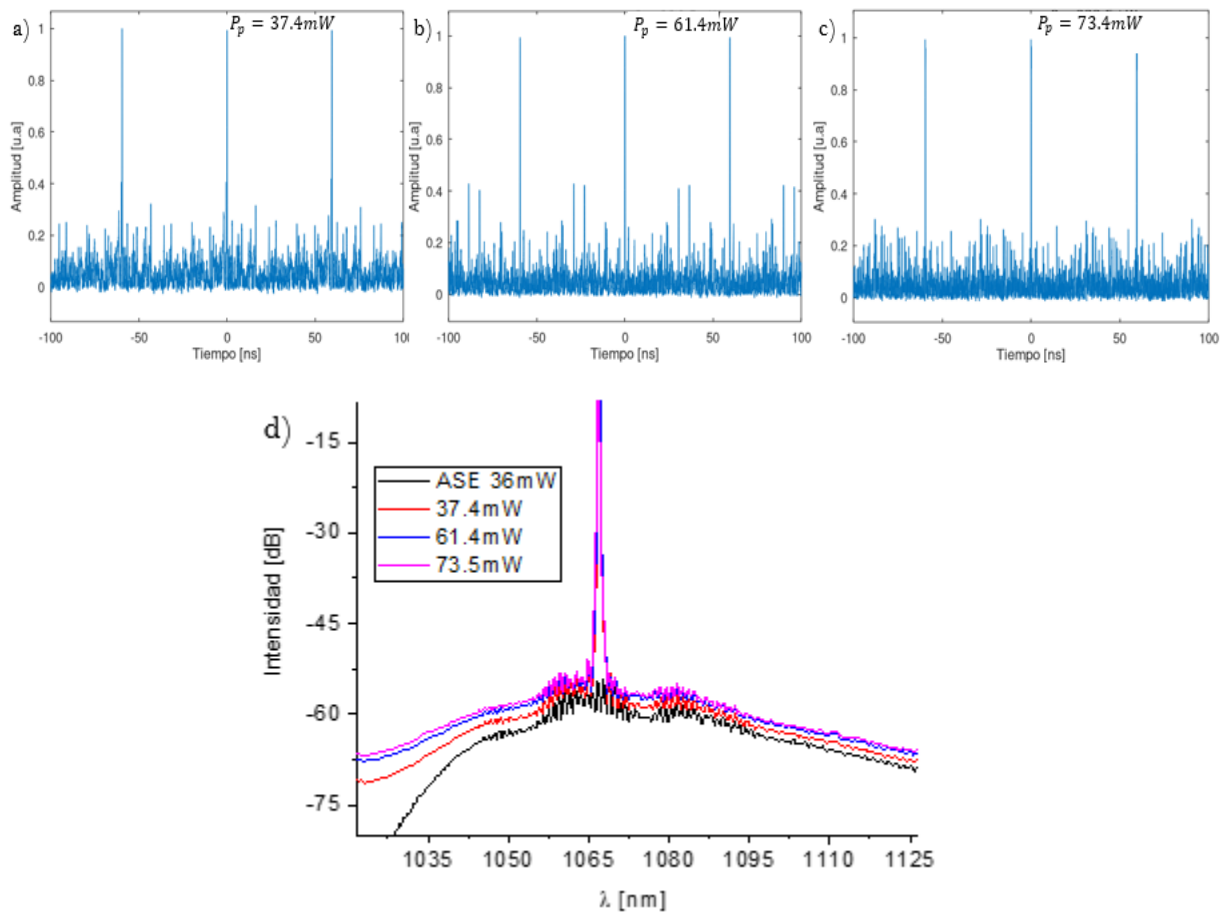 a)
P_p = 37.4mW
1
0.8
0.6
0.4
0.2
0
Amplitud [u.a]
-100
-50
0
50
10
Tiempo [ns]
b)
P_p = 61.4mW
1
0.8
0.6
0.4
0.2
0
Amplitud [u.a]
-100
-50
0
50
100
Tiempo [ns]
c)
P_p = 73.4mW
1
0.8
0.6
0.4
0.2
0
Amplitud [u.a]
-100
-50
0
50
100
Tiempo [ns]
d)
-15
-30
-45
-60
-75
Intensidad [dB]
ASE 36mW
37.4mW
61.4mW
73.5mW
1035
1050
1065
1080
1095
1110
1125
λ [nm]